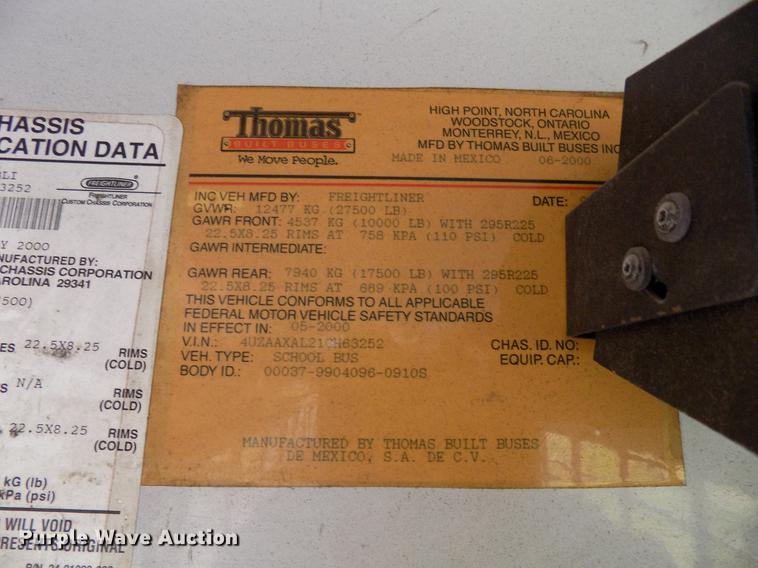 HASSIS
CATION DATA
3252
FREIGHTLINER
FREIGHTLINER
CUSTOM CHASSIS CORPORATION
Y 2000
NUFACTURED BY:
CHASSIS CORPORATION
AROLINA 29341
500)
ES 22.5X8.25 RIMS
(COLD)
S N/A RIMS
(COLD)
22.5X8.25 RIMS
(COLD)
kG (lb)
kPa (psi)
WILL VOID
PRESENTS ORIGINAL
Thomas
BUILT BUSES
We Move People.
HIGH POINT, NORTH CAROLINA
WOODSTOCK, ONTARIO
MONTERREY, N.L., MEXICO
MFD BY THOMAS BUILT BUSES INC
MADE IN MEXICO 06-2000
INC VEH MFD BY: FREIGHTLINER DATE:
GVWR: 12477 KG (27500 LB)
GAWR FRONT: 4537 KG (10000 LB) WITH 295R225
22.5X8.25 RIMS AT 758 KPA (110 PSI) COLD
GAWR INTERMEDIATE:
GAWR REAR: 7940 KG (17500 LB) WITH 295R225
22.5X8.25 RIMS AT 689 KPA (100 PSI) COLD
THIS VEHICLE CONFORMS TO ALL APPLICABLE
FEDERAL MOTOR VEHICLE SAFETY STANDARDS
IN EFFECT IN: 05-2000
V.I.N.: 4UZAAXAL21CH63252 CHAS. ID NO:
VEH. TYPE: SCHOOL BUS EQUIP. CAP.:
BODY ID.: 00037-9904096-0910S
MANUFACTURED BY THOMAS BUILT BUSES
DE MEXICO, S.A. DE C.V.
Purple Wave Auction